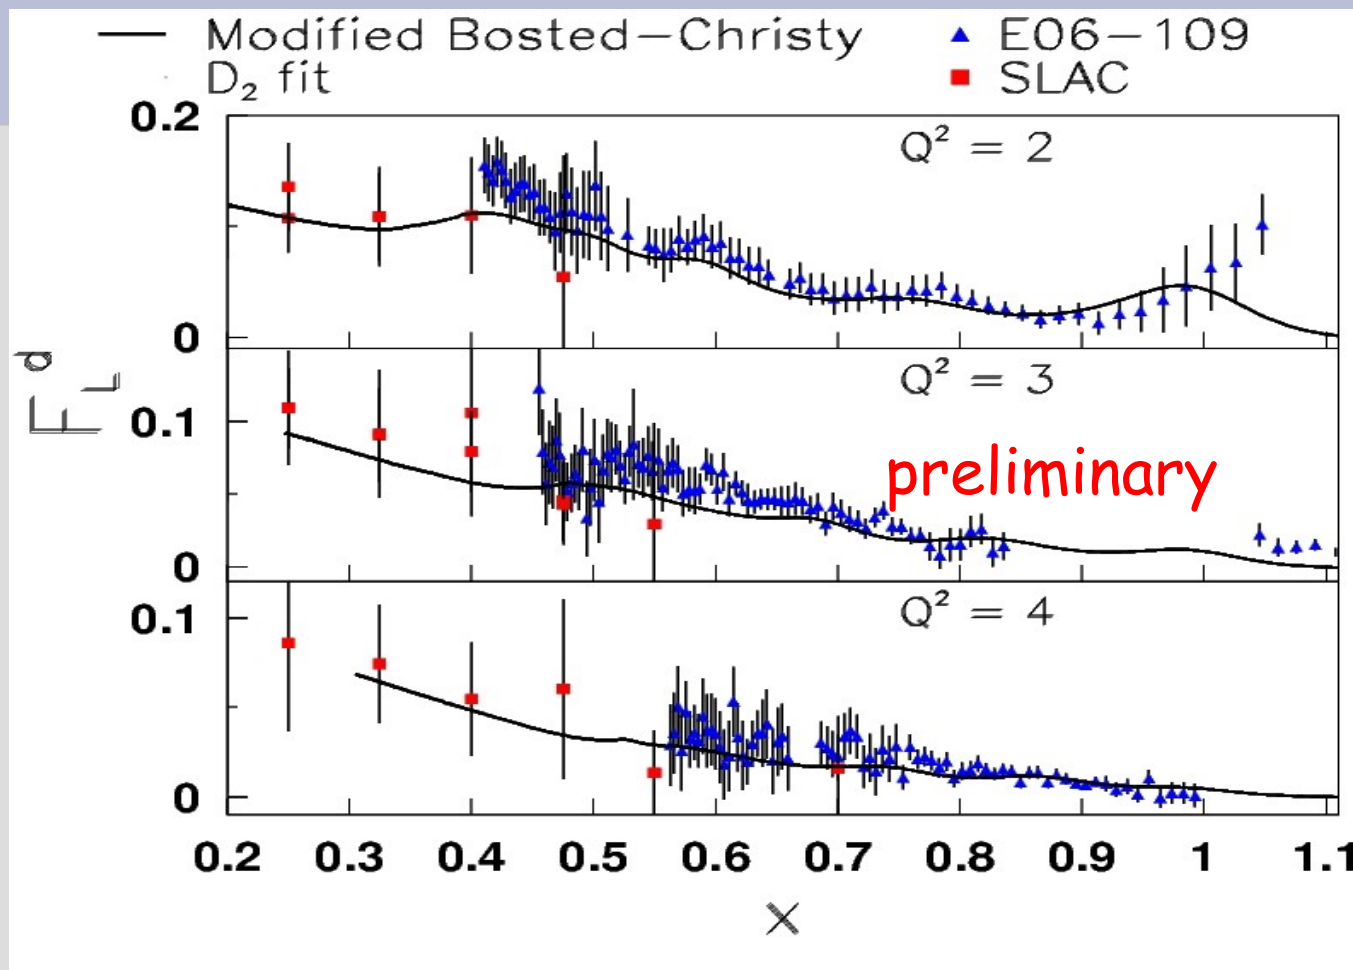 Modified Bosted−Christy
D₂ fit
E06−109
SLAC
0.2
0
Q² = 2
F_L^d
0.1
0
Q² = 3
preliminary
0.1
0
Q² = 4
0.2 0.3 0.4 0.5 0.6 0.7 0.8 0.9 1 1.1
x